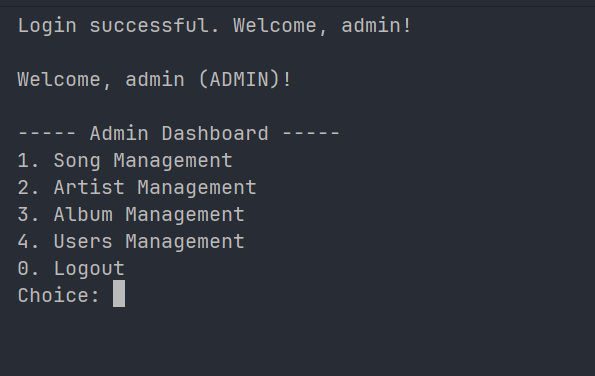 Login successful. Welcome, admin!
Welcome, admin (ADMIN)!
----- Admin Dashboard -----
1. Song Management
2. Artist Management
3. Album Management
4. Users Management
0. Logout
Choice: